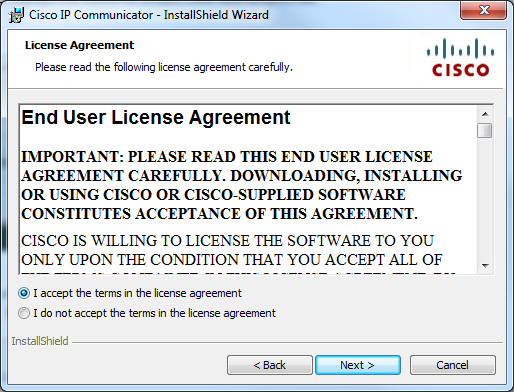 Cisco IP Communicator - InstallShield Wizard
License Agreement
Please read the following license agreement carefully.
CISCO
End User License Agreement
IMPORTANT: PLEASE READ THIS END USER LICENSE
AGREEMENT CAREFULLY. DOWNLOADING, INSTALLING
OR USING CISCO OR CISCO-SUPPLIED SOFTWARE
CONSTITUTES ACCEPTANCE OF THIS AGREEMENT.
CISCO IS WILLING TO LICENSE THE SOFTWARE TO YOU
ONLY UPON THE CONDITION THAT YOU ACCEPT ALL OF
I accept the terms in the license agreement
I do not accept the terms in the license agreement
InstallShield
< Back
Next >
Cancel